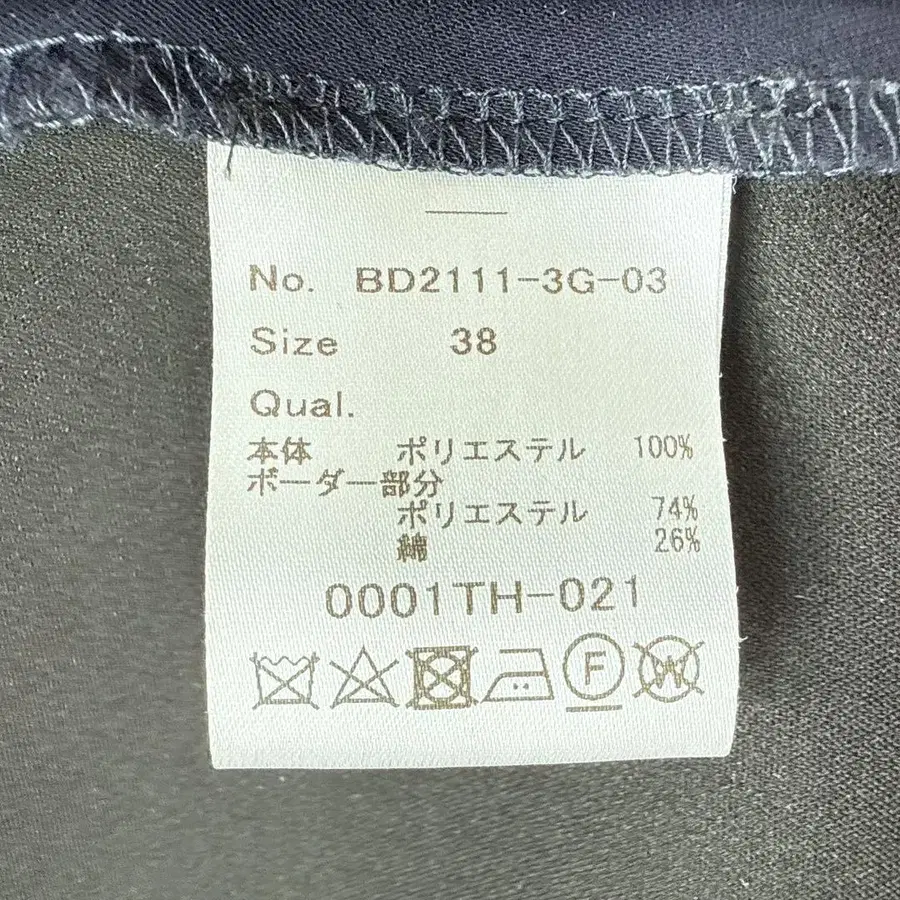 No. BD2111-3G-03
Size 38
Qual.
本体 ポリエステル 100%
ボーダー部分
ポリエステル 74%
綿 26%
0001TH-021
F W